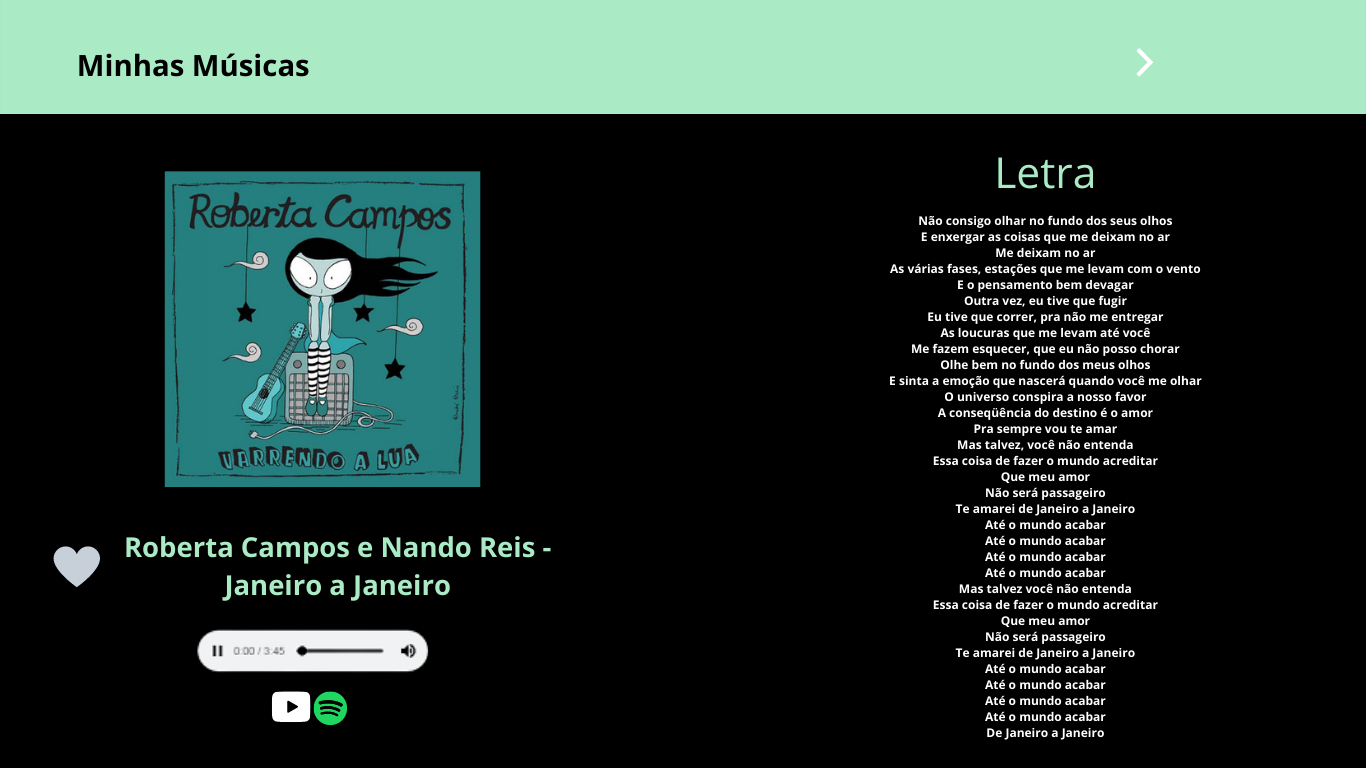 Minhas Músicas
Roberta Campos
VARRENDO A LUA
Roberta Campos e Nando Reis -
Janeiro a Janeiro
0:00 / 3:45
Letra
Não consigo olhar no fundo dos seus olhos
E enxergar as coisas que me deixam no ar
Me deixam no ar
As várias fases, estações que me levam com o vento
E o pensamento bem devagar
Outra vez, eu tive que fugir
Eu tive que correr, pra não me entregar
As loucuras que me levam até você
Me fazem esquecer, que eu não posso chorar
Olhe bem no fundo dos meus olhos
E sinta a emoção que nascerá quando você me olhar
O universo conspira a nosso favor
A conseqüência do destino é o amor
Pra sempre vou te amar
Mas talvez, você não entenda
Essa coisa de fazer o mundo acreditar
Que meu amor
Não será passageiro
Te amarei de Janeiro a Janeiro
Até o mundo acabar
Até o mundo acabar
Até o mundo acabar
Até o mundo acabar
Mas talvez você não entenda
Essa coisa de fazer o mundo acreditar
Que meu amor
Não será passageiro
Te amarei de Janeiro a Janeiro
Até o mundo acabar
Até o mundo acabar
Até o mundo acabar
Até o mundo acabar
De Janeiro a Janeiro